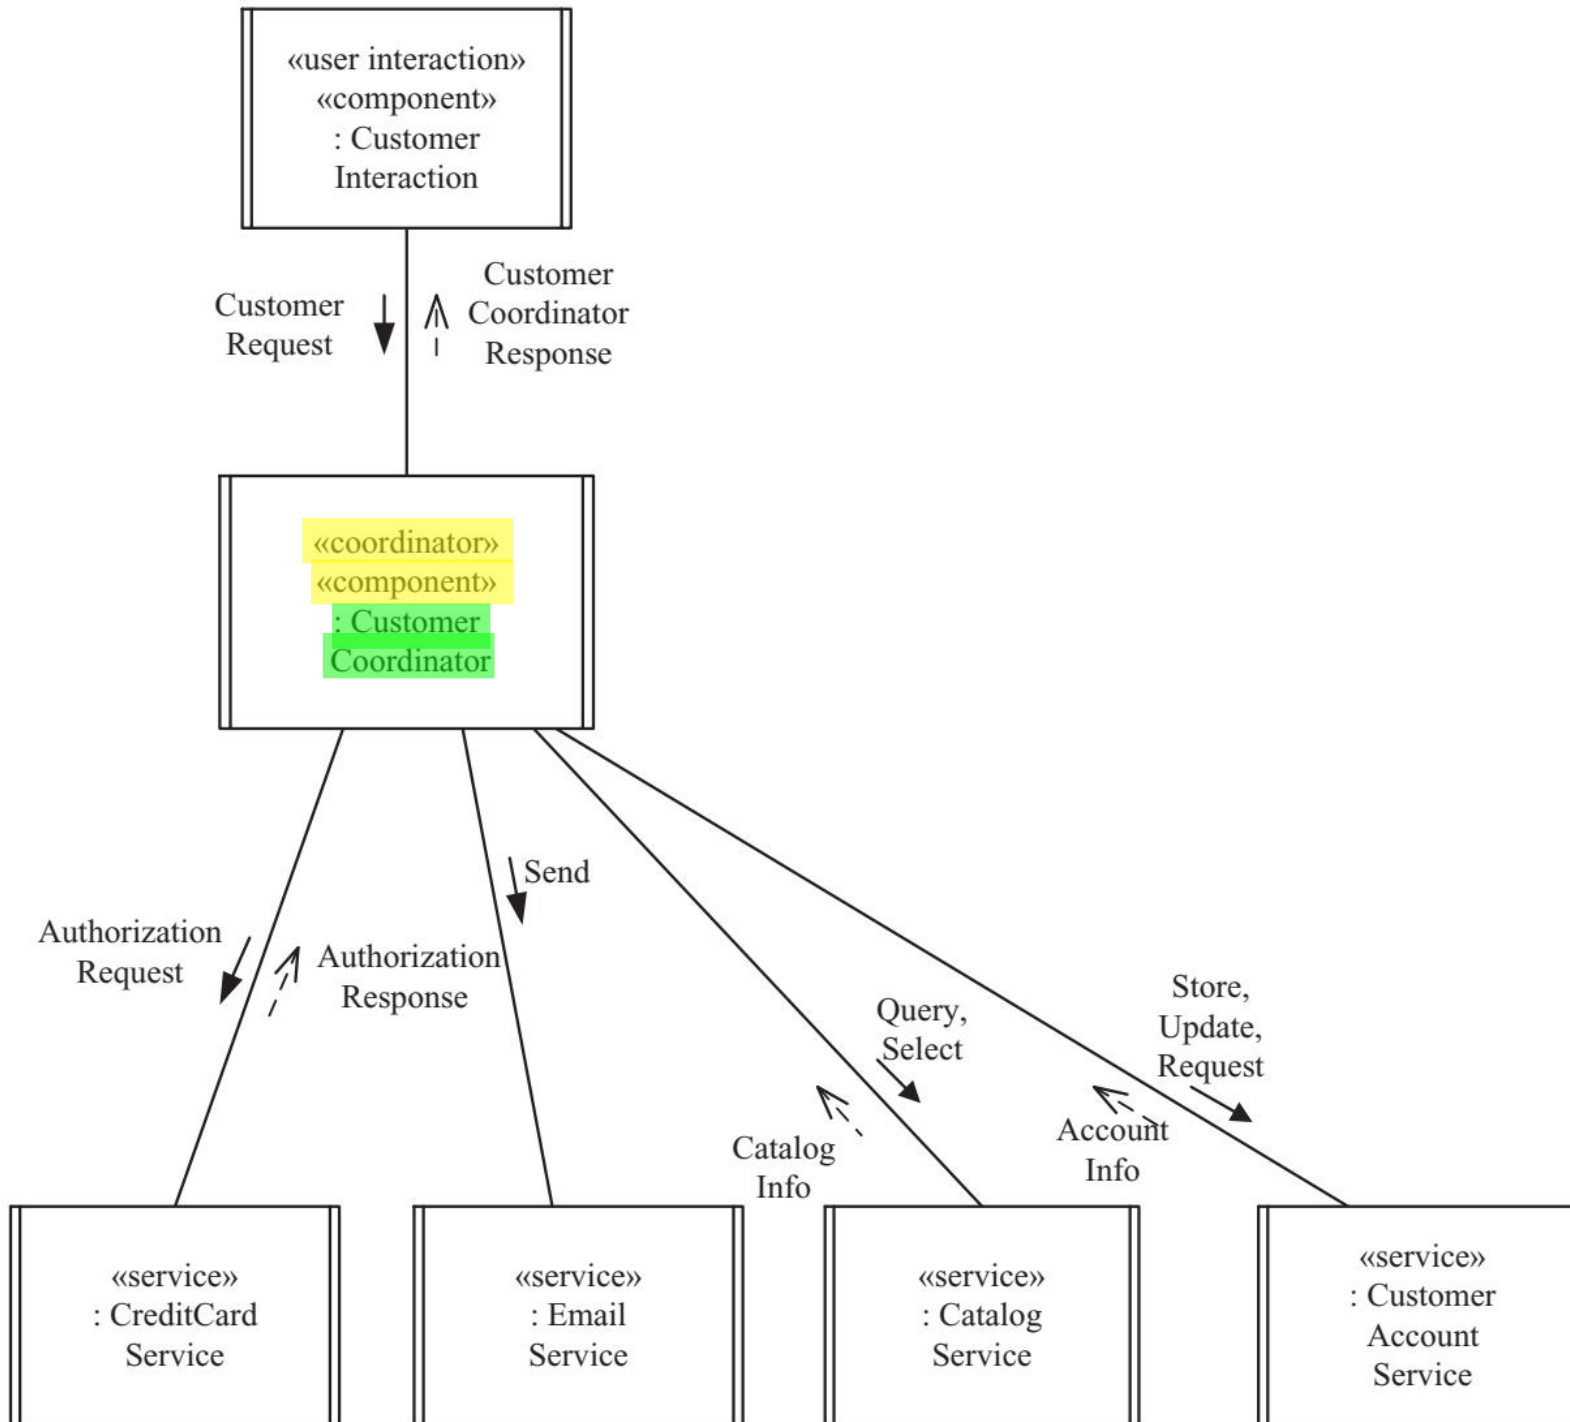 «user interaction»
«component»
: Customer
Interaction
Customer
Request
Customer
Coordinator
Response
«coordinator»
«component»
: Customer
Coordinator
Send
Authorization
Request
Authorization
Response
Query,
Select
Store,
Update,
Request
Catalog
Info
Account
Info
«service»
: CreditCard
Service
«service»
: Email
Service
«service»
: Catalog
Service
«service»
: Customer
Account
Service